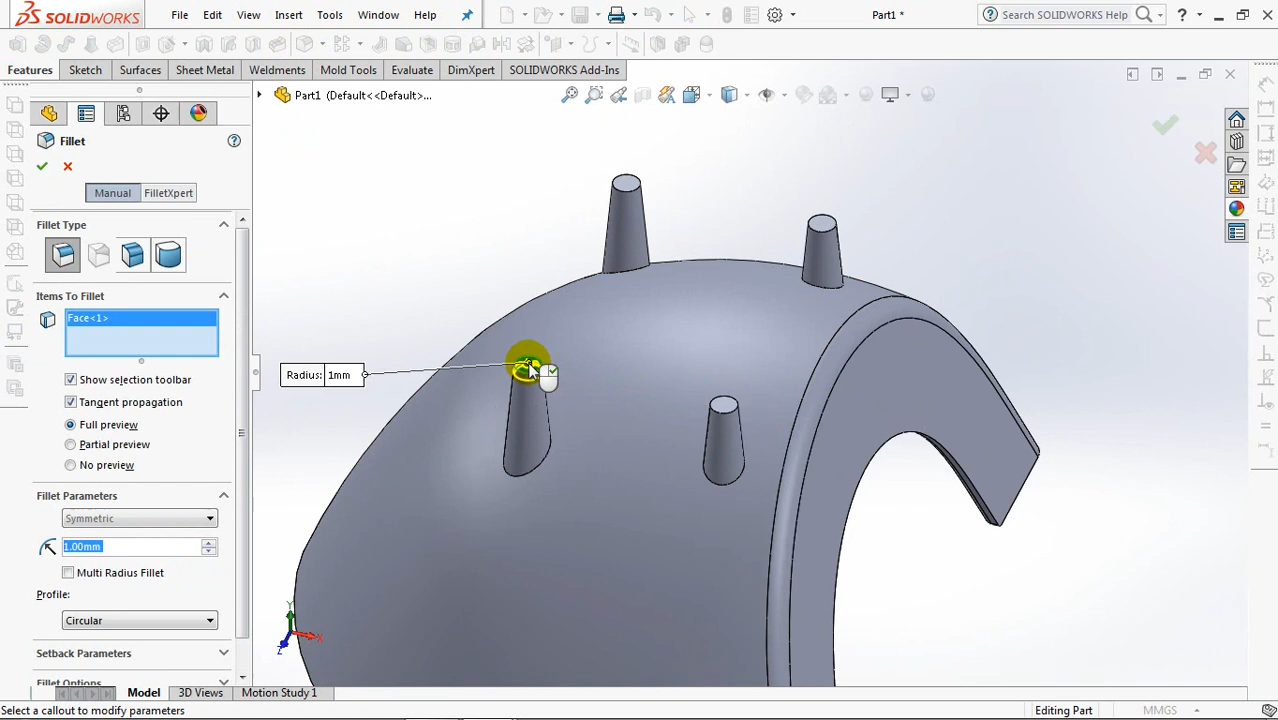 SOLIDWORKS
File Edit View Insert Tools Window Help
Part1 *
Search SOLIDWORKS Help
Features Sketch Surfaces Sheet Metal Weldments Mold Tools Evaluate DimXpert SOLIDWORKS Add-Ins
Part1 (Default<<Default>...
Fillet
Manual FilletXpert
Fillet Type
Items To Fillet
Face<1>
Show selection toolbar
Tangent propagation
Full preview
Partial preview
No preview
Fillet Parameters
Symmetric
1.00mm
Multi Radius Fillet
Profile:
Circular
Setback Parameters
Fillet Options
Radius: 1mm
Y
X
Z
Model 3D Views Motion Study 1
Select a callout to modify parameters
Editing Part
MMGS